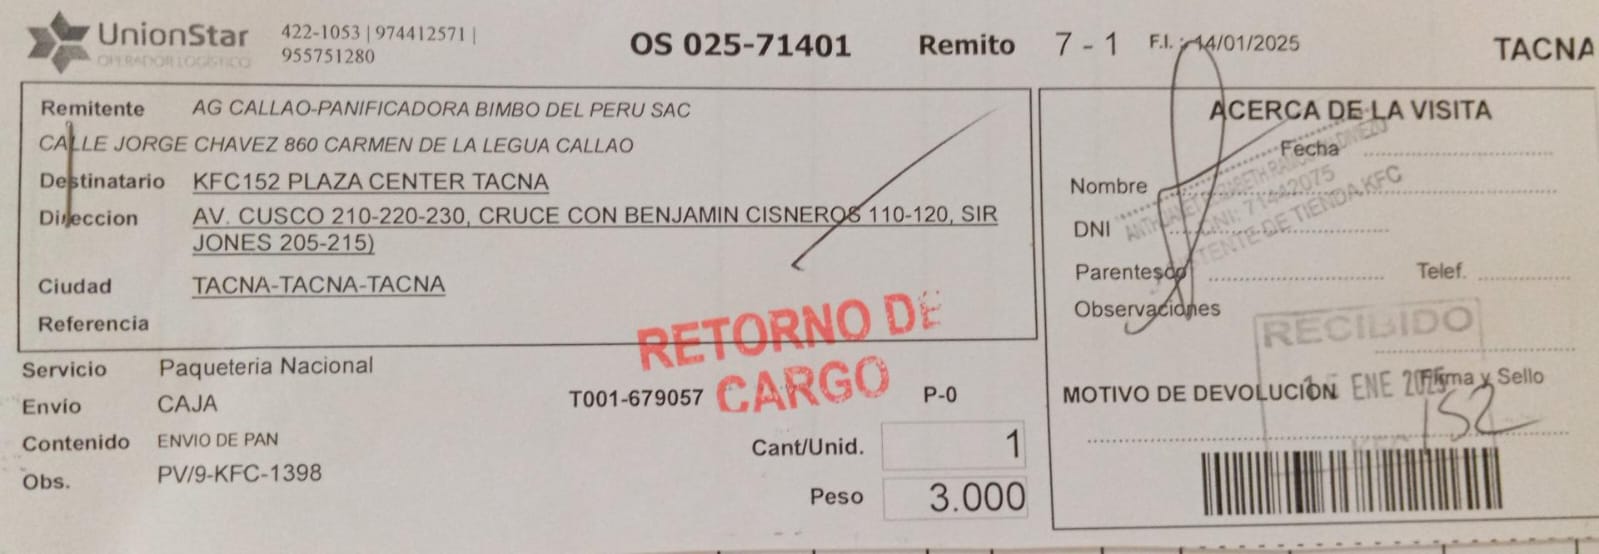 UnionStar
OPERADOR LOGISTICO
422-1053 | 974412571 |
955751280
OS 025-71401 Remito 7 - 1 F.I. : 14/01/2025 TACNA
Remitente AG CALLAO-PANIFICADORA BIMBO DEL PERU SAC
CALLE JORGE CHAVEZ 860 CARMEN DE LA LEGUA CALLAO
Destinatario KFC152 PLAZA CENTER TACNA
Direccion AV. CUSCO 210-220-230, CRUCE CON BENJAMIN CISNEROS 110-120, SIR
JONES 205-215)
Ciudad TACNA-TACNA-TACNA
Referencia
RETORNO DE
CARGO
Servicio Paqueteria Nacional
Envío CAJA
T001-679057 P-0
Contenido ENVIO DE PAN
Obs. PV/9-KFC-1398
Cant/Unid. 1
Peso 3.000
ACERCA DE LA VISITA
Fecha
Nombre
DNI
DNI: 71442075
DE TIENDA KFC
Parentesco Telef.
Observaciones
RECIBIDO
Firma y Sello
MOTIVO DE DEVOLUCIÓN
ENE 2025
152